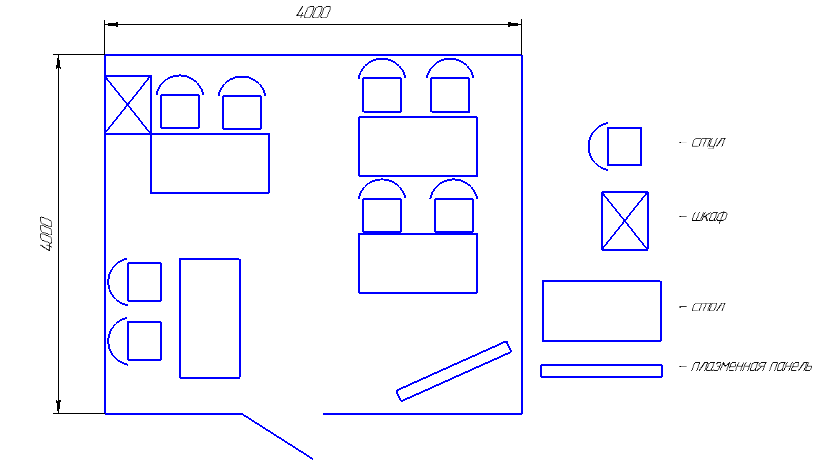 4000
4000
- стул
- шкаф
- стол
- плазменная панель